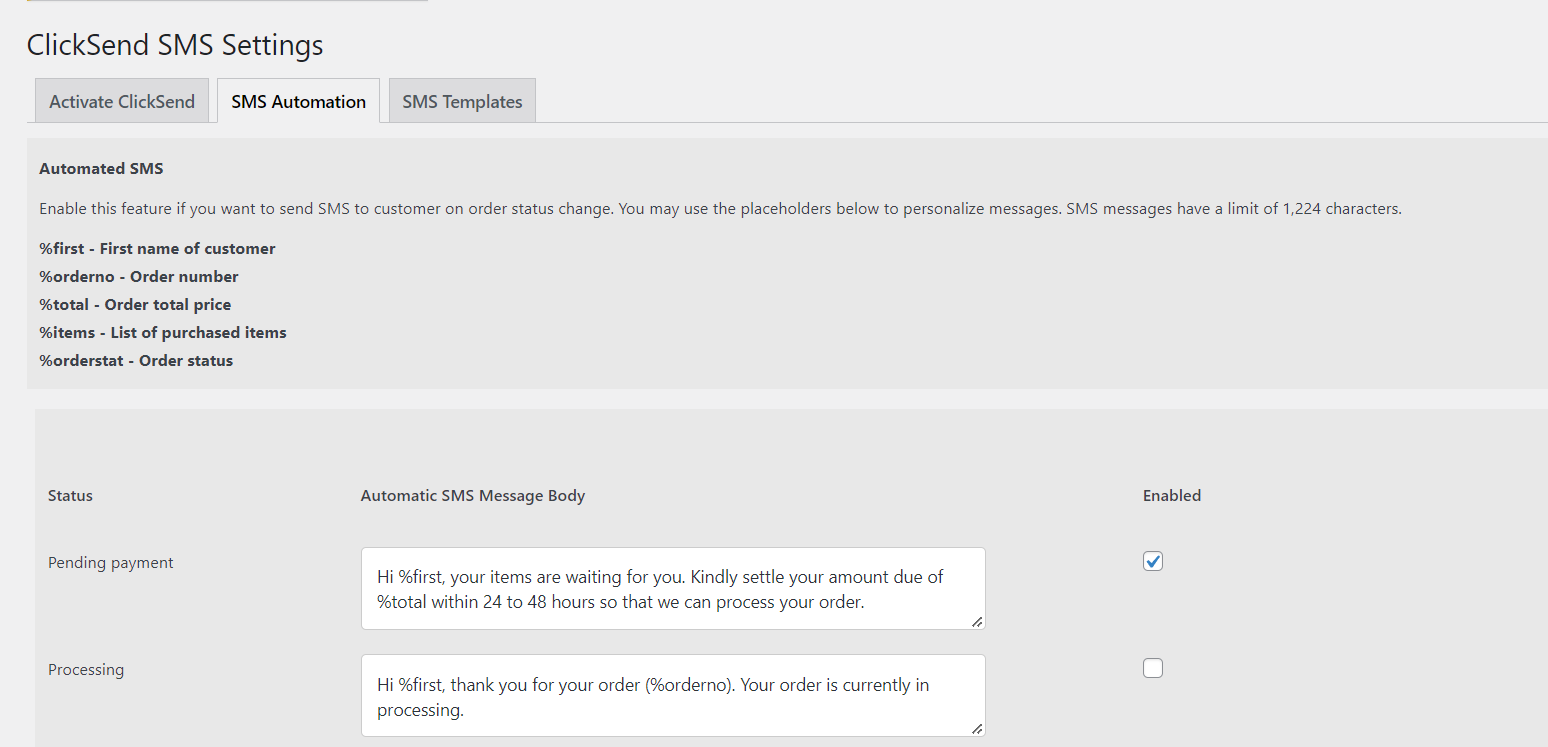 ClickSend SMS Settings
Activate ClickSend
SMS Automation
SMS Templates
Automated SMS
Enable this feature if you want to send SMS to customer on order status change. You may use the placeholders below to personalize messages. SMS messages have a limit of 1,224 characters.
%first - First name of customer
%orderno - Order number
%total - Order total price
%items - List of purchased items
%orderstat - Order status
Status
Automatic SMS Message Body
Enabled
Pending payment
Hi %first, your items are waiting for you. Kindly settle your amount due of
%total within 24 to 48 hours so that we can process your order.
Processing
Hi %first, thank you for your order (%orderno). Your order is currently in
processing.